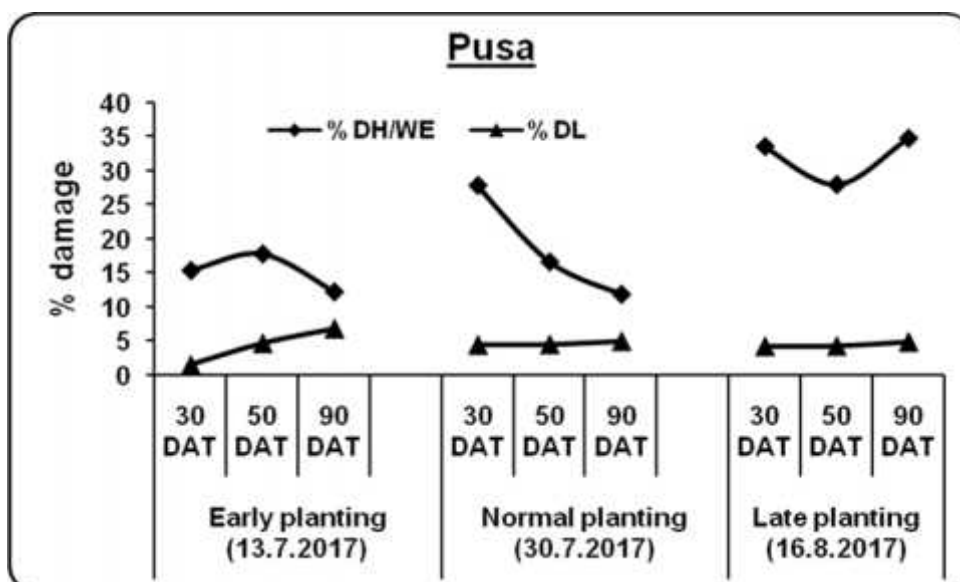 Pusa
% DH/WE % DL
% damage
40
35
30
25
20
15
10
5
0
30 50 90 30 50 90 30 50 90
DAT DAT DAT DAT DAT DAT DAT DAT DAT
Early planting Normal planting Late planting
(13.7.2017) (30.7.2017) (16.8.2017)